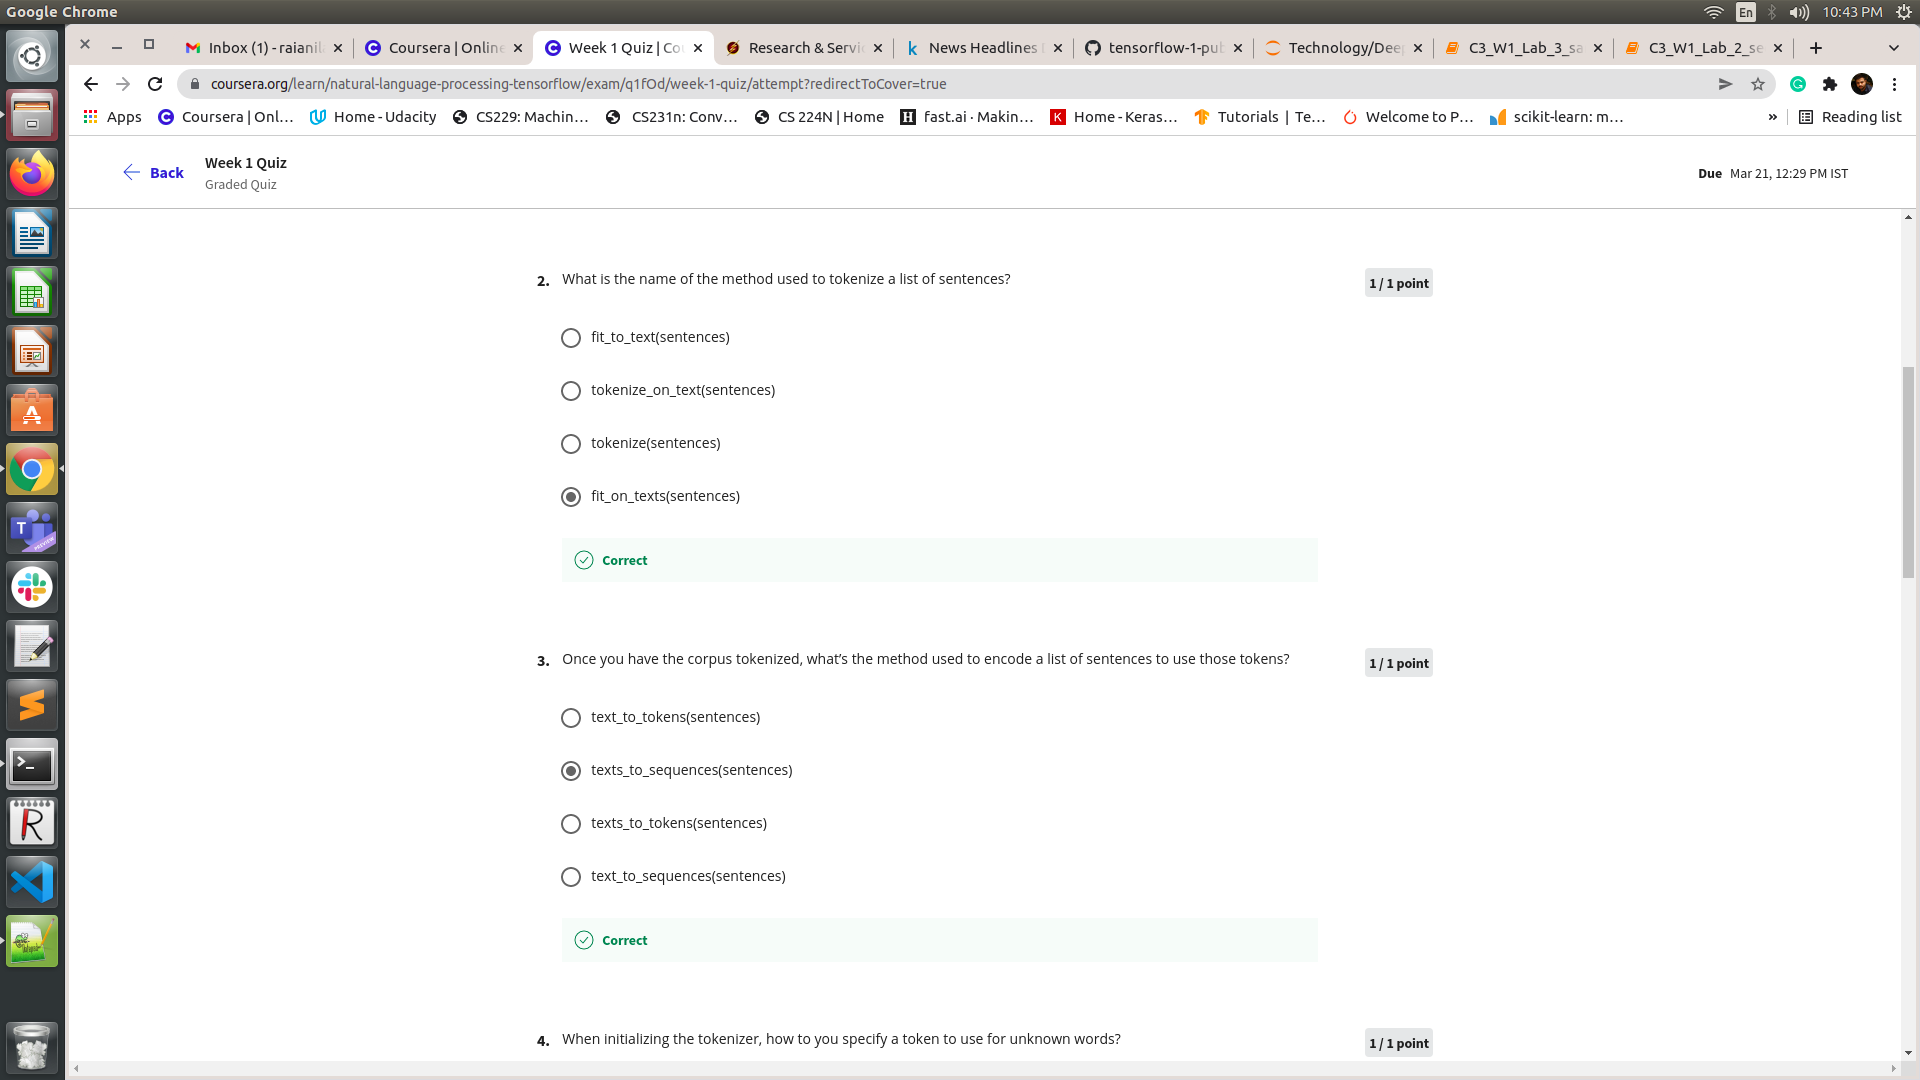 Google Chrome
En
10:43 PM
Inbox (1) - raianil
Coursera | Online
Week 1 Quiz | Co
Research & Servi
News Headlines
tensorflow-1-pub
Technology/Deep
C3_W1_Lab_3_sa
C3_W1_Lab_2_se
coursera.org/learn/natural-language-processing-tensorflow/exam/q1fOd/week-1-quiz/attempt?redirectToCover=true
Apps
Coursera | Onl...
Home - Udacity
CS229: Machin...
CS231n: Conv...
CS 224N | Home
fast.ai · Makin...
Home - Keras...
Tutorials | Te...
Welcome to P...
scikit-learn: m...
»
Reading list
Back
Week 1 Quiz
Graded Quiz
Due Mar 21, 12:29 PM IST
2. What is the name of the method used to tokenize a list of sentences?
1 / 1 point
fit_to_text(sentences)
tokenize_on_text(sentences)
tokenize(sentences)
fit_on_texts(sentences)
Correct
3. Once you have the corpus tokenized, what’s the method used to encode a list of sentences to use those tokens?
1 / 1 point
text_to_tokens(sentences)
texts_to_sequences(sentences)
texts_to_tokens(sentences)
text_to_sequences(sentences)
Correct
4. When initializing the tokenizer, how to you specify a token to use for unknown words?
1 / 1 point